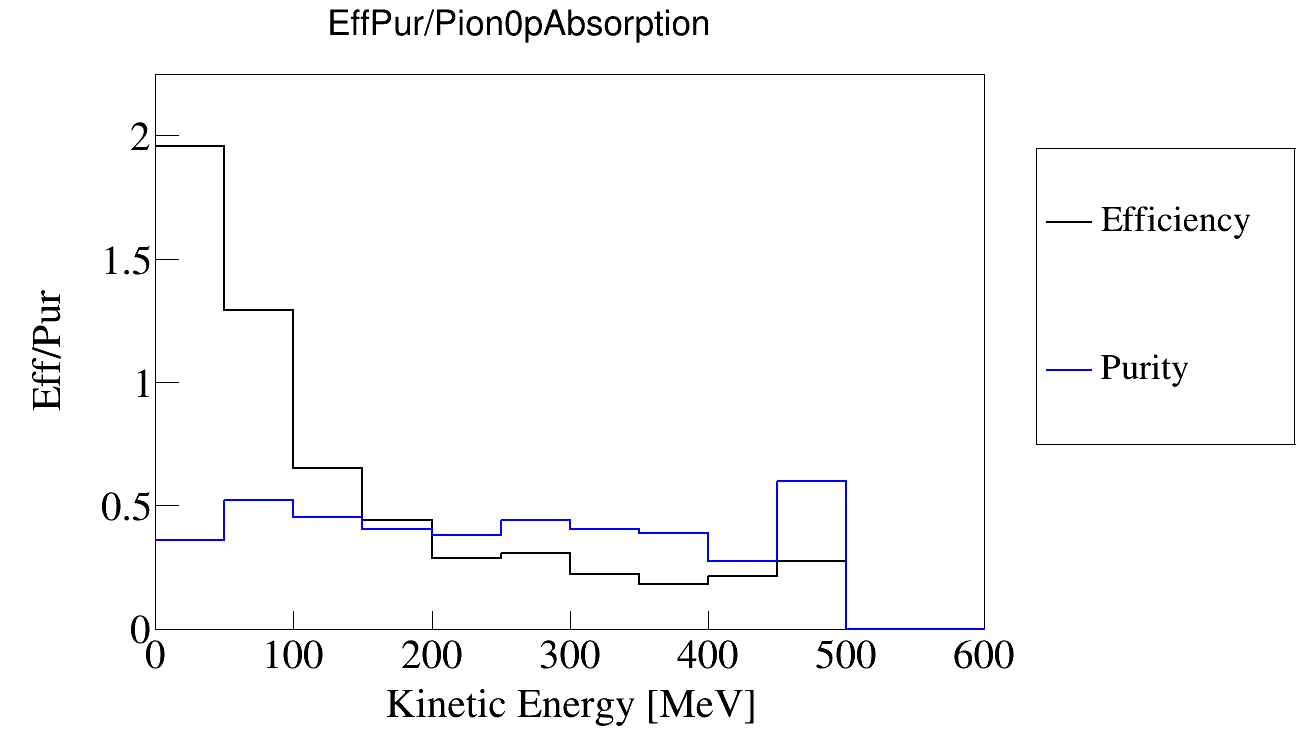 EffPur/Pion0pAbsorption
Eff/Pur
2
1.5
1
0.5
0
0 100 200 300 400 500 600
Kinetic Energy [MeV]
Efficiency
Purity